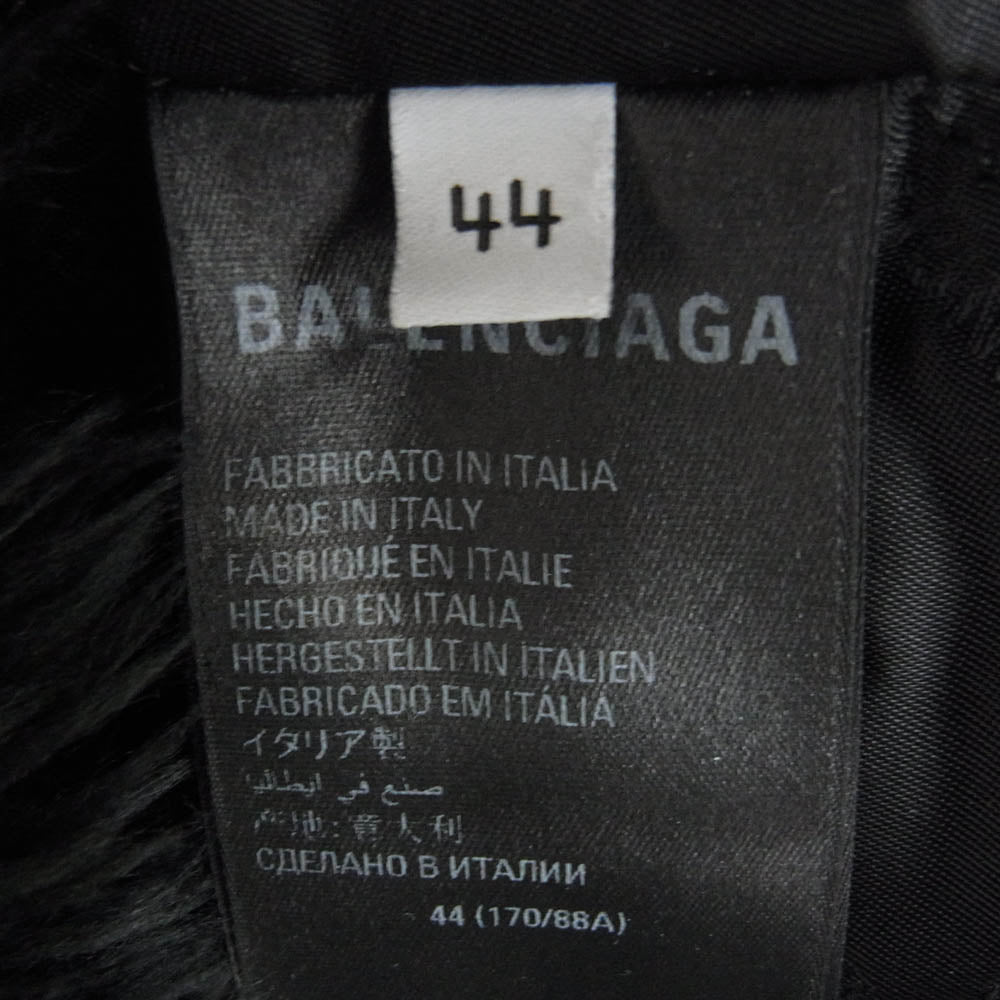 44
BALENCIAGA
FABBRICATO IN ITALIA
MADE IN ITALY
FABRIQUÉ EN ITALIE
HECHO EN ITALIA
HERGESTELLT IN ITALIEN
FABRICADO EM ITÁLIA
イタリア製
صنع في ايطاليا
产地:意大利
СДЕЛАНО В ИТАЛИИ
44 (170/88A)